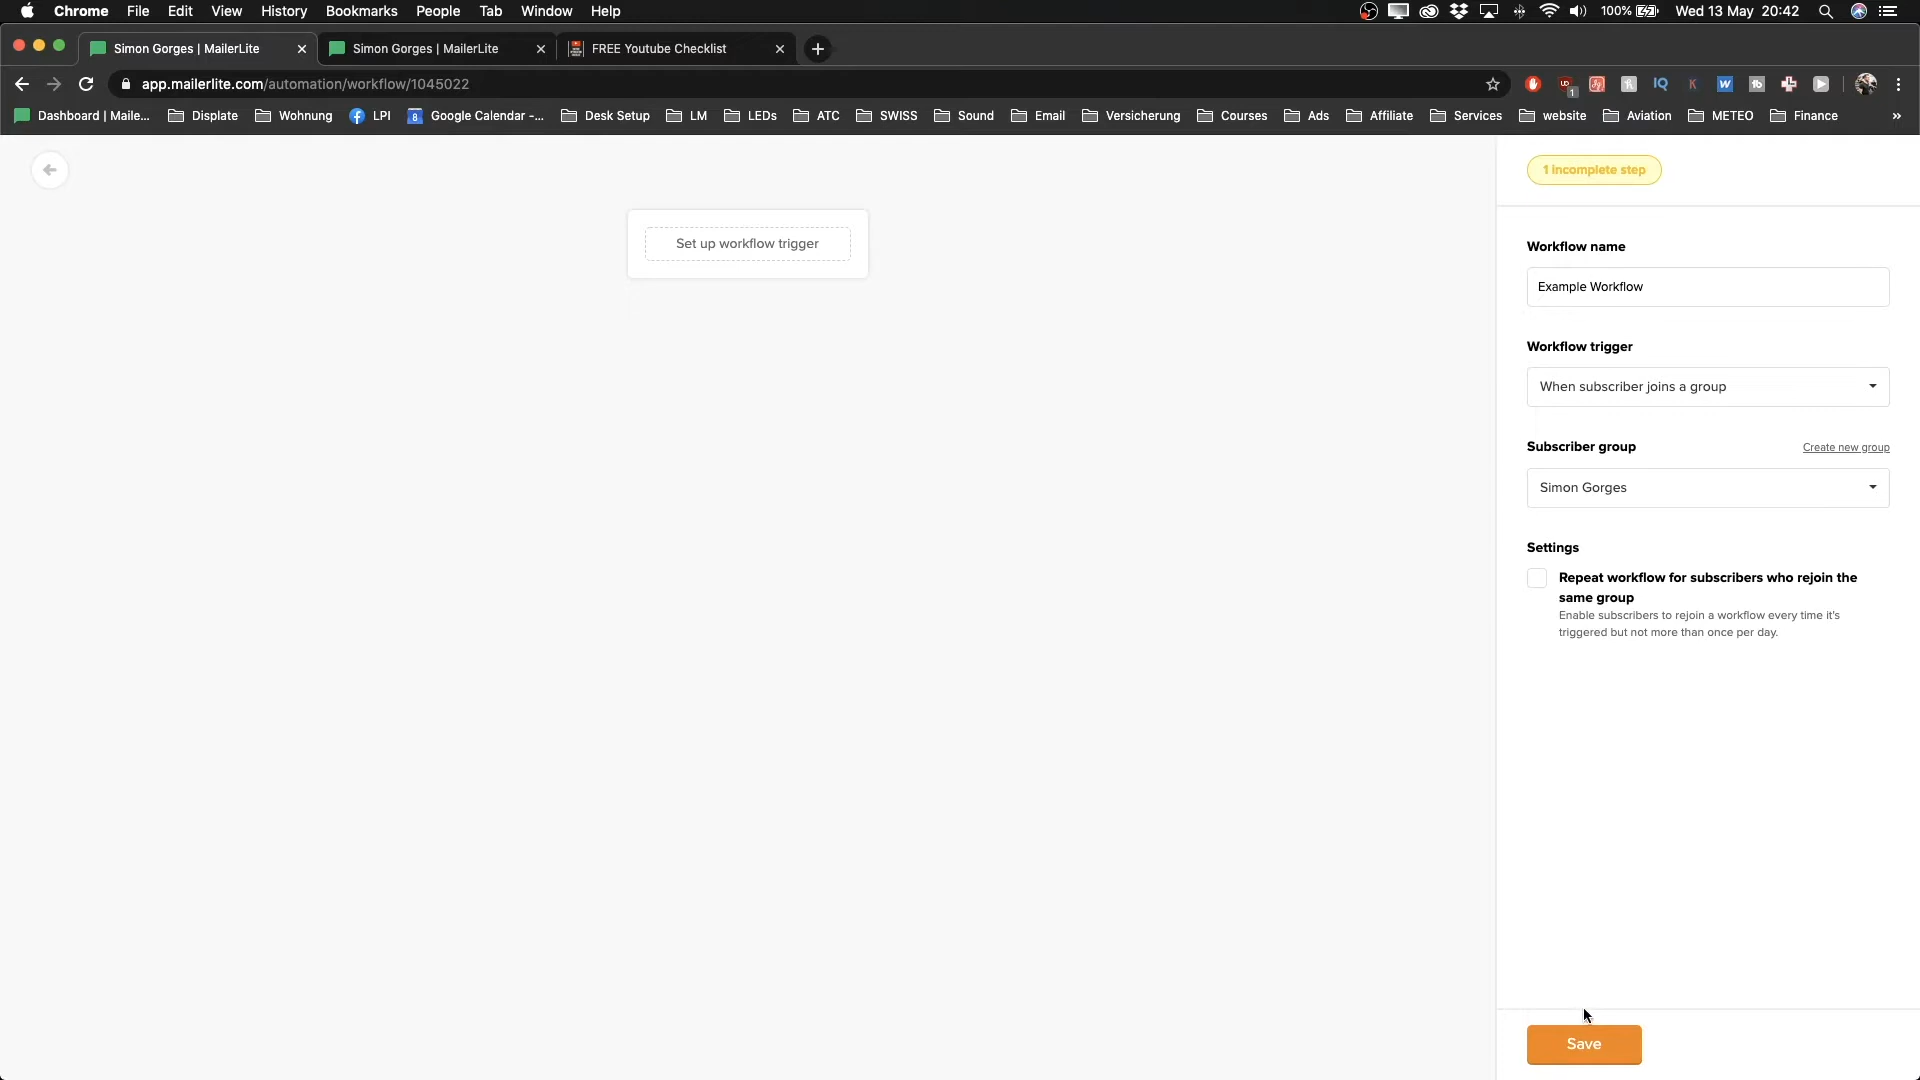 Chrome File Edit View History Bookmarks People Tab Window Help 100% Wed 13 May 20:42
Simon Gorges | MailerLite Simon Gorges | MailerLite FREE Youtube Checklist
app.mailerlite.com/automation/workflow/1045022
Dashboard | Maile... Displate Wohnung LPI Google Calendar -... Desk Setup LM LEDs ATC SWISS Sound Email Versicherung Courses Ads Affiliate Services website Aviation METEO Finance »
1 incomplete step
Set up workflow trigger
Workflow name
Example Workflow
Workflow trigger
When subscriber joins a group
Subscriber group Create new group
Simon Gorges
Settings
Repeat workflow for subscribers who rejoin the
same group
Enable subscribers to rejoin a workflow every time it's
triggered but not more than once per day.
Save